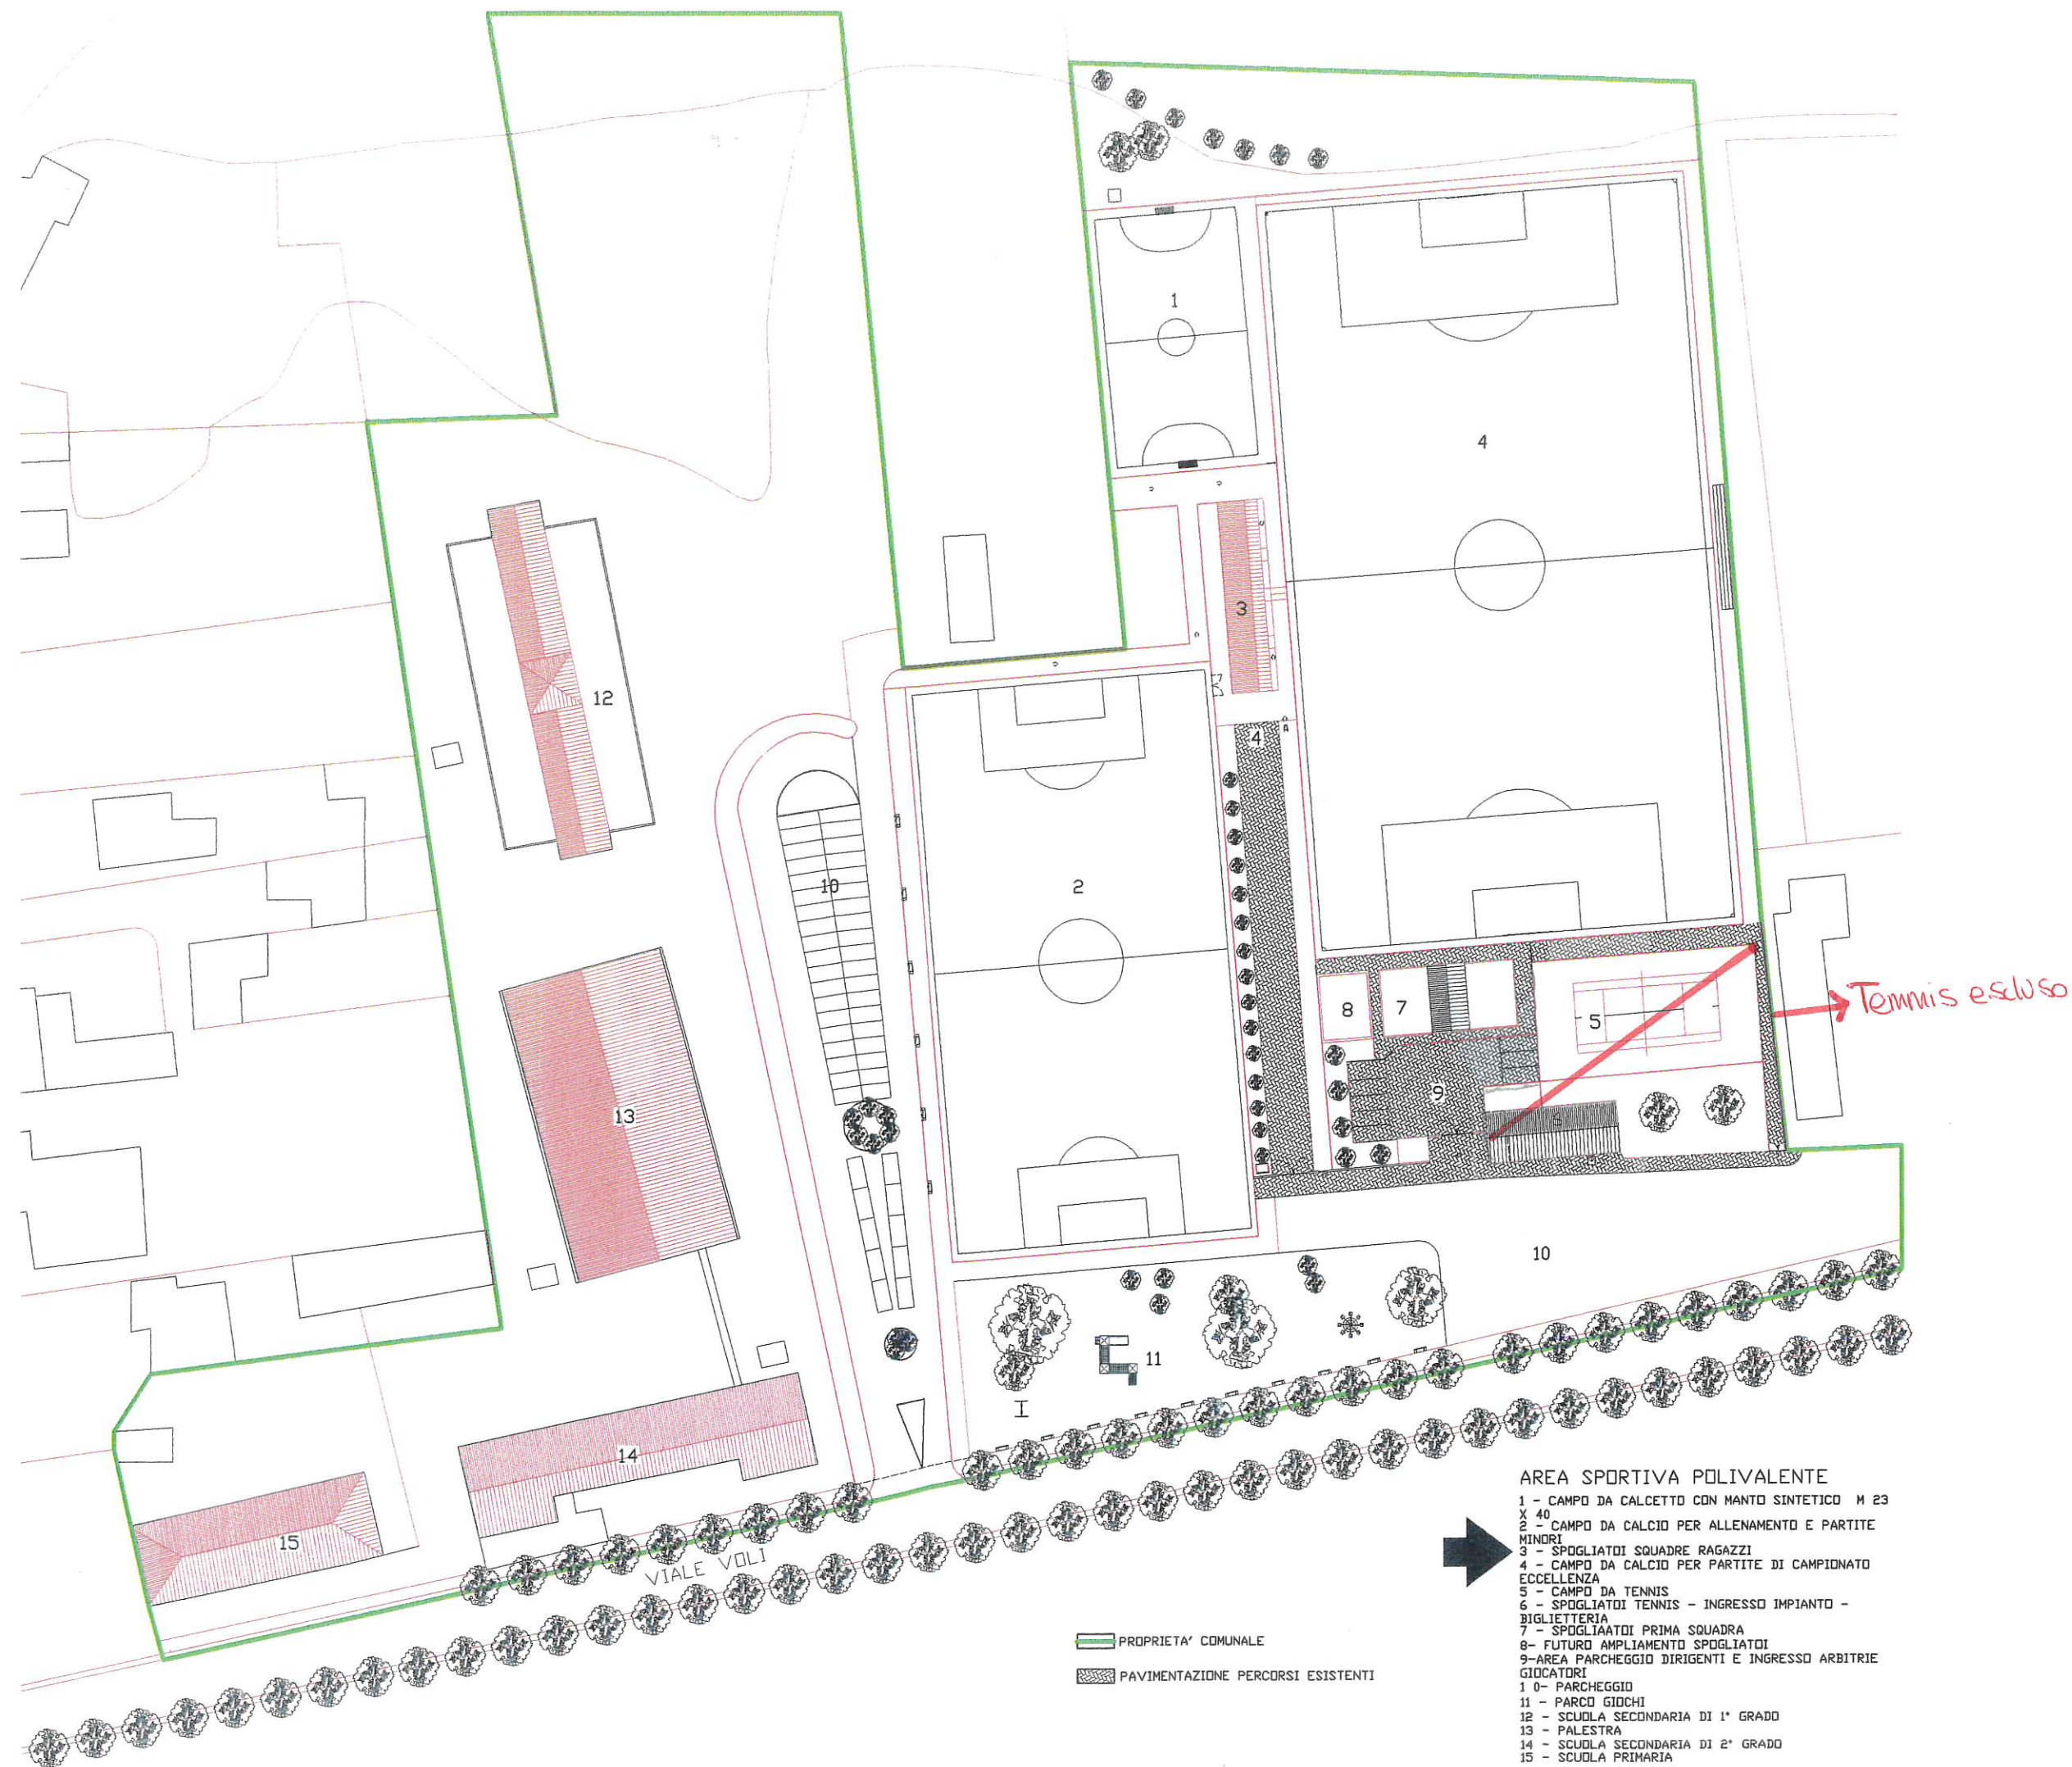 1
4
3
12
4
10
2
8
7
5
Tennis escluso
9
13
6
10
11
14
15
VIALE VOLI
PROPRIETA' COMUNALE
PAVIMENTAZIONE PERCORSI ESISTENTI
AREA SPORTIVA POLIVALENTE
1 - CAMPO DA CALCETTO CON MANTO SINTETICO M 23
X 40
2 - CAMPO DA CALCIO PER ALLENAMENTO E PARTITE
MINORI
3 - SPOGLIATOI SQUADRE RAGAZZI
4 - CAMPO DA CALCIO PER PARTITE DI CAMPIONATO
ECCELLENZA
5 - CAMPO DA TENNIS
6 - SPOGLIATOI TENNIS - INGRESSO IMPIANTO -
BIGLIETTERIA
7 - SPOGLIAATOI PRIMA SQUADRA
8- FUTURO AMPLIAMENTO SPOGLIATOI
9-AREA PARCHEGGIO DIRIGENTI E INGRESSO ARBITRIE
GIOCATORI
1 0- PARCHEGGIO
11 - PARCO GIOCHI
12 - SCUOLA SECONDARIA DI 1° GRADO
13 - PALESTRA
14 - SCUOLA SECONDARIA DI 2° GRADO
15 - SCUOLA PRIMARIA